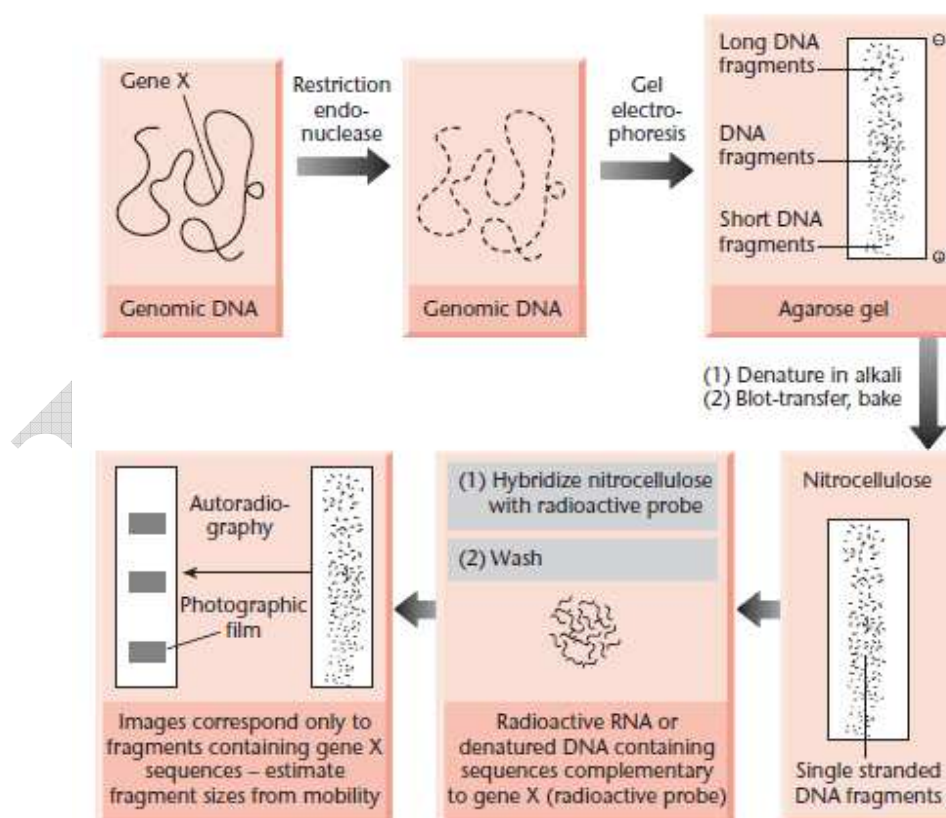 Gene X
Genomic DNA
Restriction
endo-
nuclease
Genomic DNA
Gel
electro-
phoresis
Long DNA
fragments
DNA
fragments
Short DNA
fragments
⊖
⊕
Agarose gel
(1) Denature in alkali
(2) Blot-transfer, bake
Nitrocellulose
Single stranded
DNA fragments
(1) Hybridize nitrocellulose
with radioactive probe
(2) Wash
Radioactive RNA or
denatured DNA containing
sequences complementary
to gene X (radioactive probe)
Autoradio-
graphy
Photographic
film
Images correspond only to
fragments containing gene X
sequences – estimate
fragment sizes from mobility